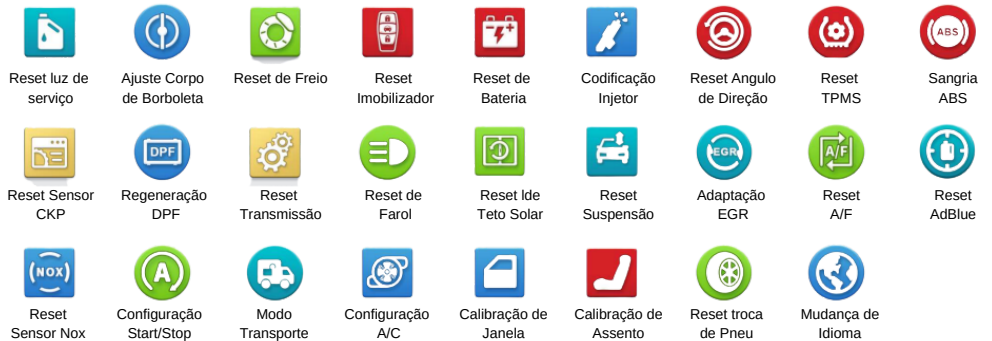 ABS
Reset luz de
serviço
Ajuste Corpo
de Borboleta
Reset de Freio
Reset
Imobilizador
Reset de
Bateria
Codificação
Injetor
Reset Angulo
de Direção
Reset
TPMS
Sangria
ABS
DPF
EGR
A/F
Reset Sensor
CKP
Regeneração
DPF
Reset
Transmissão
Reset de
Farol
Reset lde
Teto Solar
Reset
Suspensão
Adaptação
EGR
Reset
A/F
Reset
AdBlue
NOX
A
Reset
Sensor Nox
Configuração
Start/Stop
Modo
Transporte
Configuração
A/C
Calibração de
Janela
Calibração de
Assento
Reset troca
de Pneu
Mudança de
Idioma